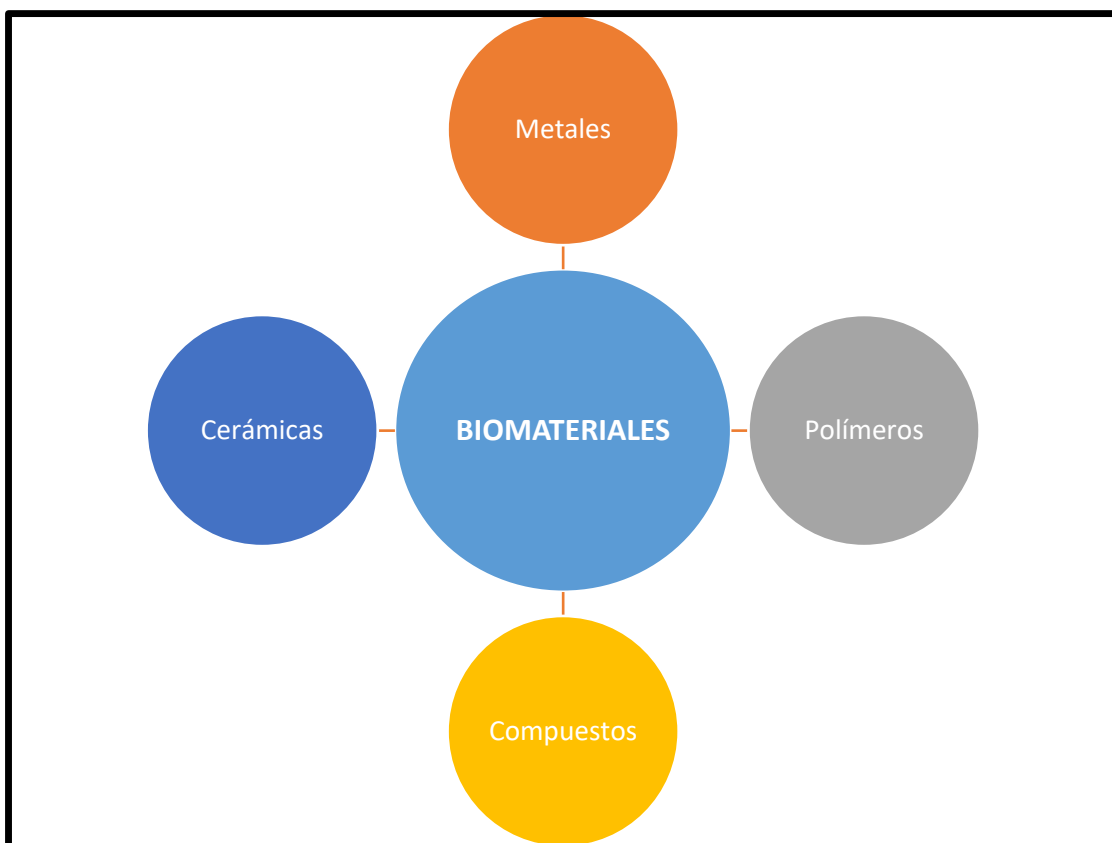 Metales
Cerámicas
BIOMATERIALES
Polímeros
Compuestos